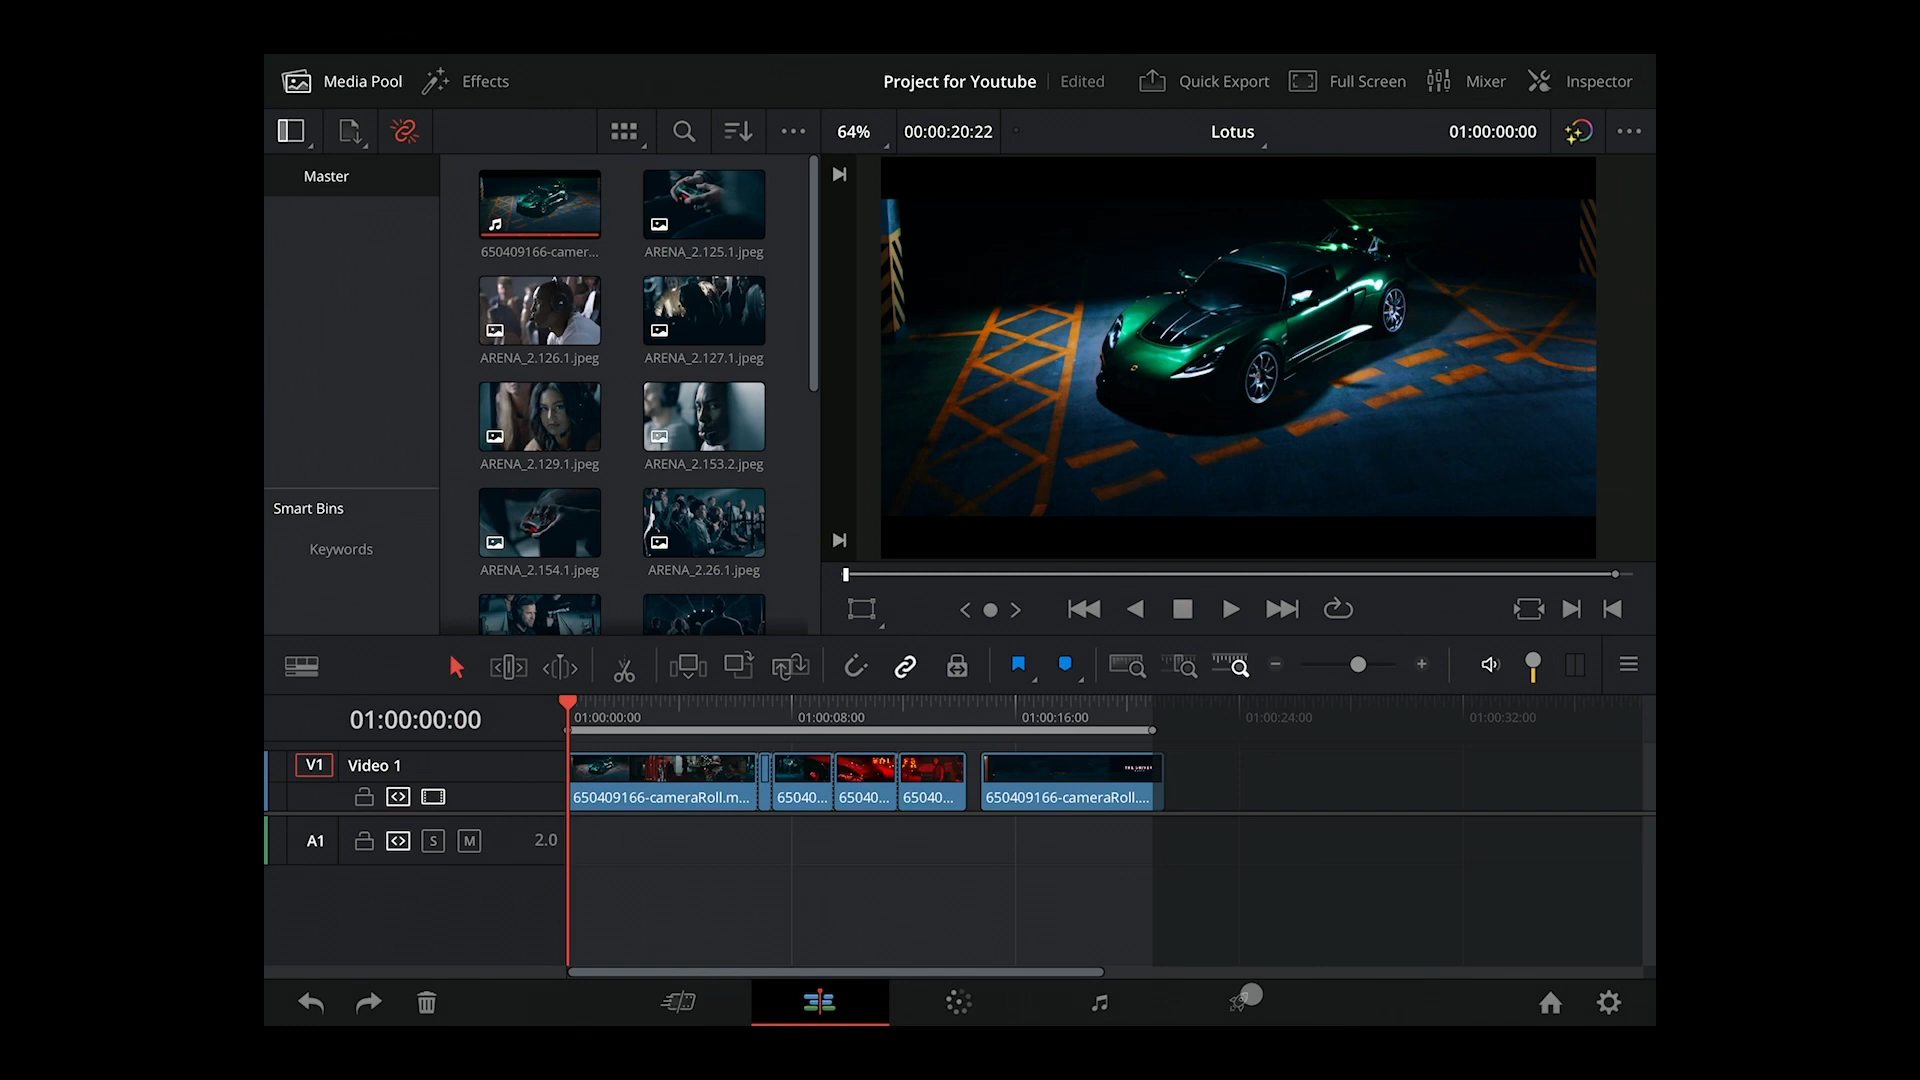 Media Pool Effects Project for Youtube Edited Quick Export Full Screen Mixer Inspector
64% 00:00:20:22 Lotus 01:00:00:00
Master
650409166-camer... ARENA_2.125.1.jpeg
ARENA_2.126.1.jpeg ARENA_2.127.1.jpeg
ARENA_2.129.1.jpeg ARENA_2.153.2.jpeg
Smart Bins
Keywords
ARENA_2.154.1.jpeg ARENA_2.26.1.jpeg
01:00:00:00 01:00:00:00 01:00:08:00 01:00:16:00 01:00:24:00 01:00:32:00
V1 Video 1
650409166-cameraRoll.m... 65040... 65040... 65040... 650409166-cameraRoll....
A1 S M 2.0